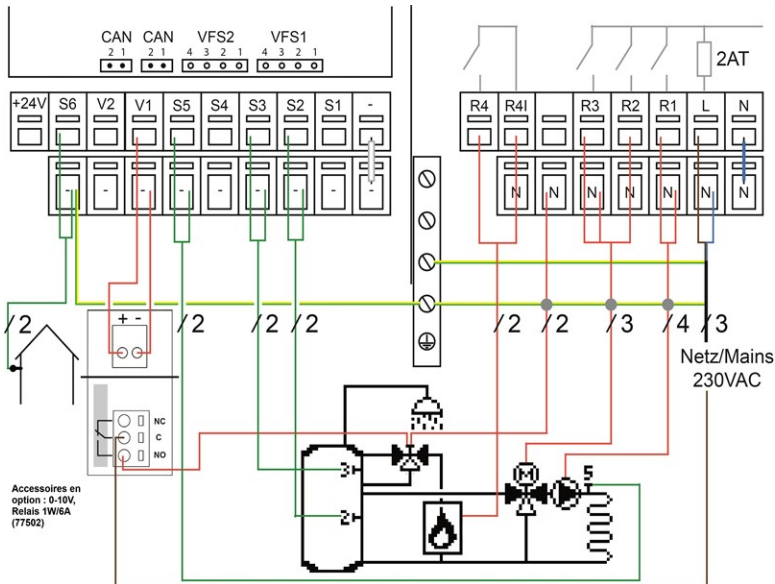 CAN CAN VFS2 VFS1
2 1 2 1 4 3 2 1 4 3 2 1
2AT
+24V S6 V2 V1 S5 S4 S3 S2 S1 - R4 R4I R3 R2 R1 L N
- - - - - - - - - N N N N N N N
/2 /2 /2 /2 /2 /2 /3 /4 /3
+ -
Netz/Mains
230VAC
NC
C
NO
M
S
3
2
Accessoires en
option : 0-10V,
Relais 1W/6A
(77502)